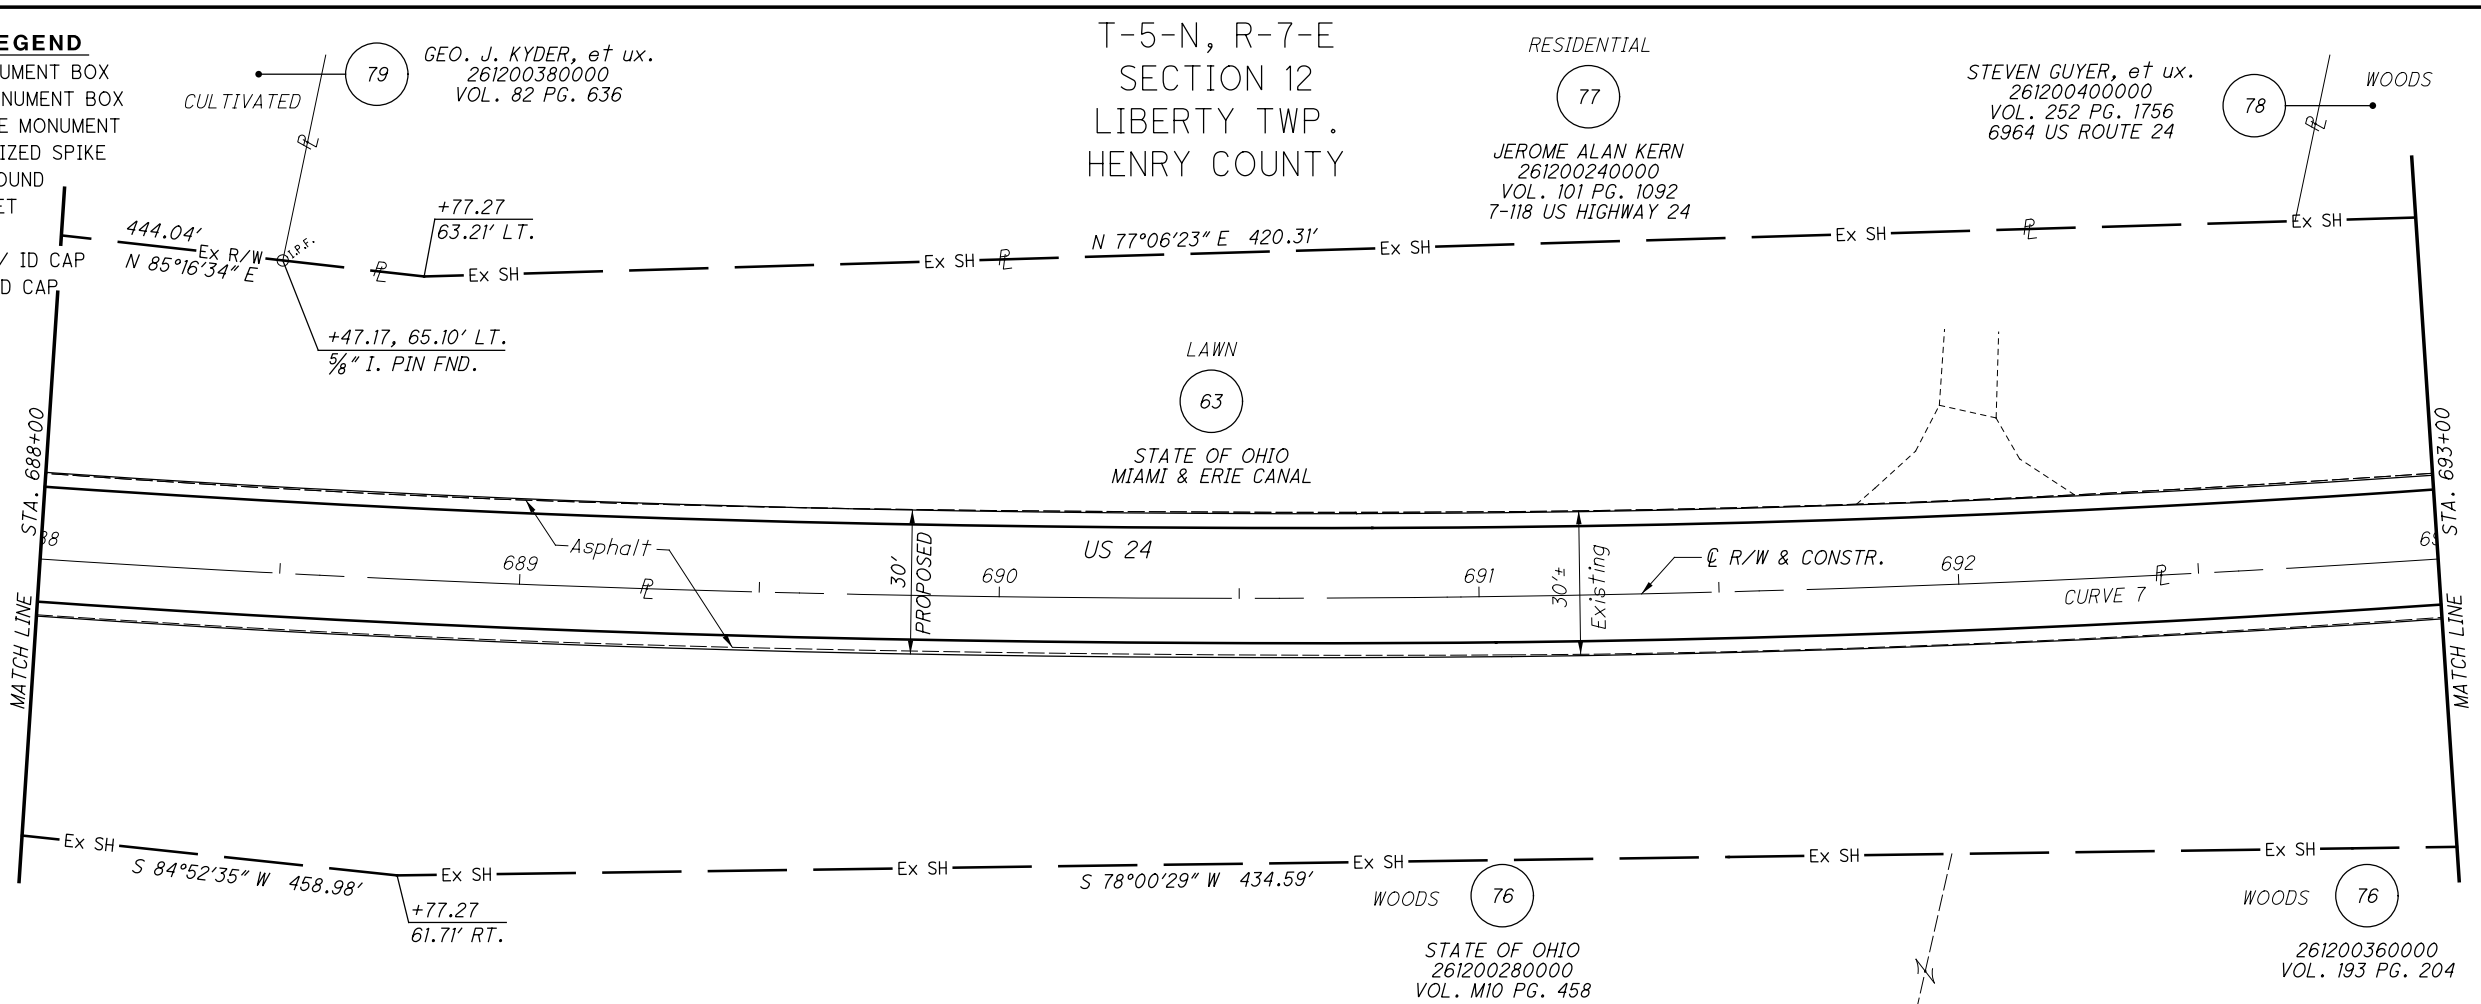 EGEND
UMENT BOX
NUMENT BOX
E MONUMENT
IZED SPIKE
OUND
ET
/ ID CAP
D CAP
79
GEO. J. KYDER, et ux.
261200380000
VOL. 82 PG. 636
CULTIVATED
T-5-N, R-7-E
SECTION 12
LIBERTY TWP.
HENRY COUNTY
RESIDENTIAL
77
JEROME ALAN KERN
261200240000
VOL. 101 PG. 1092
7-118 US HIGHWAY 24
STEVEN GUYER, et ux.
261200400000
VOL. 252 PG. 1756
6964 US ROUTE 24
78
WOODS
PL
PL
444.04'
Ex R/W
N 85°16'34" E
I.P.F.
PL
+77.27
63.21' LT.
Ex SH
Ex SH
PL
N 77°06'23" E 420.31'
Ex SH
Ex SH
PL
Ex SH
+47.17, 65.10' LT.
5/8" I. PIN FND.
LAWN
63
STATE OF OHIO
MIAMI & ERIE CANAL
STA. 688+00
MATCH LINE
88
Asphalt
689
PL
30'
PROPOSED
690
US 24
691
30'±
Existing
℄ R/W & CONSTR.
692
PL
CURVE 7
69
STA. 693+00
MATCH LINE
Ex SH
S 84°52'35" W 458.98'
+77.27
61.71' RT.
Ex SH
Ex SH
S 78°00'29" W 434.59'
Ex SH
Ex SH
Ex SH
WOODS
76
STATE OF OHIO
261200280000
VOL. M10 PG. 458
Z
WOODS
76
261200360000
VOL. 193 PG. 204